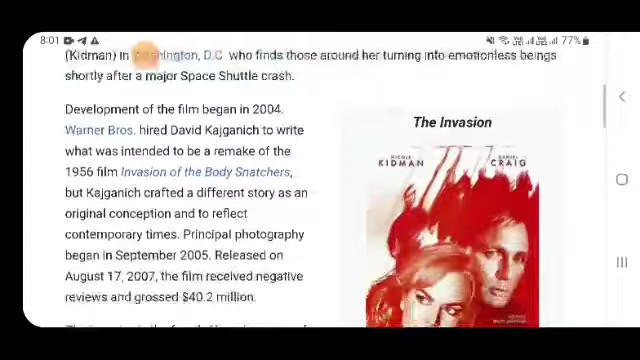 8:01 77%
(Kidman) in Washington, D.C who finds those around her turning into emotionless beings
shortly after a major Space Shuttle crash.
Development of the film began in 2004.
Warner Bros. hired David Kajganich to write
what was intended to be a remake of the
1956 film Invasion of the Body Snatchers,
but Kajganich crafted a different story as an
original conception and to reflect
contemporary times. Principal photography
began in September 2005. Released on
August 17, 2007, the film received negative
reviews and grossed $40.2 million.
The Invasion
NICOLE KIDMAN
DANIEL CRAIG